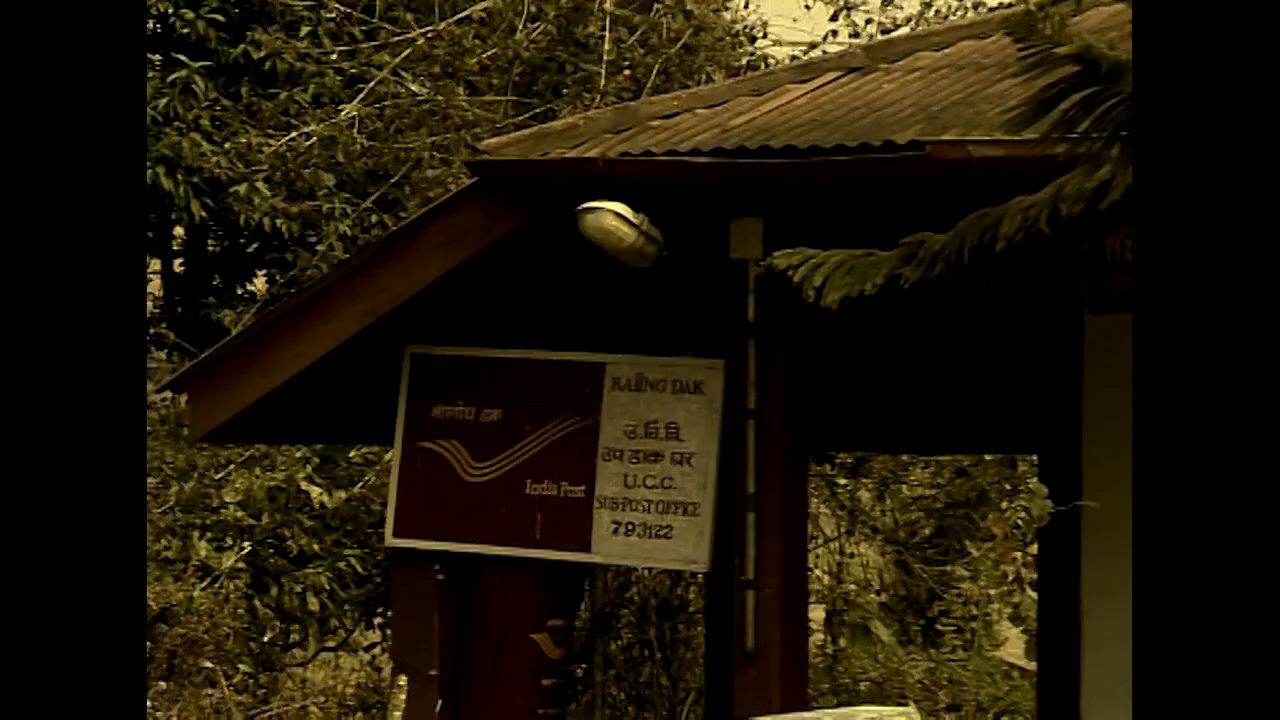 भारतीय डाक
India Post
RAIING DAK
उ.वि.वि.
उप डाक घर
U.C.C.
SUB-POST OFFICE
793122